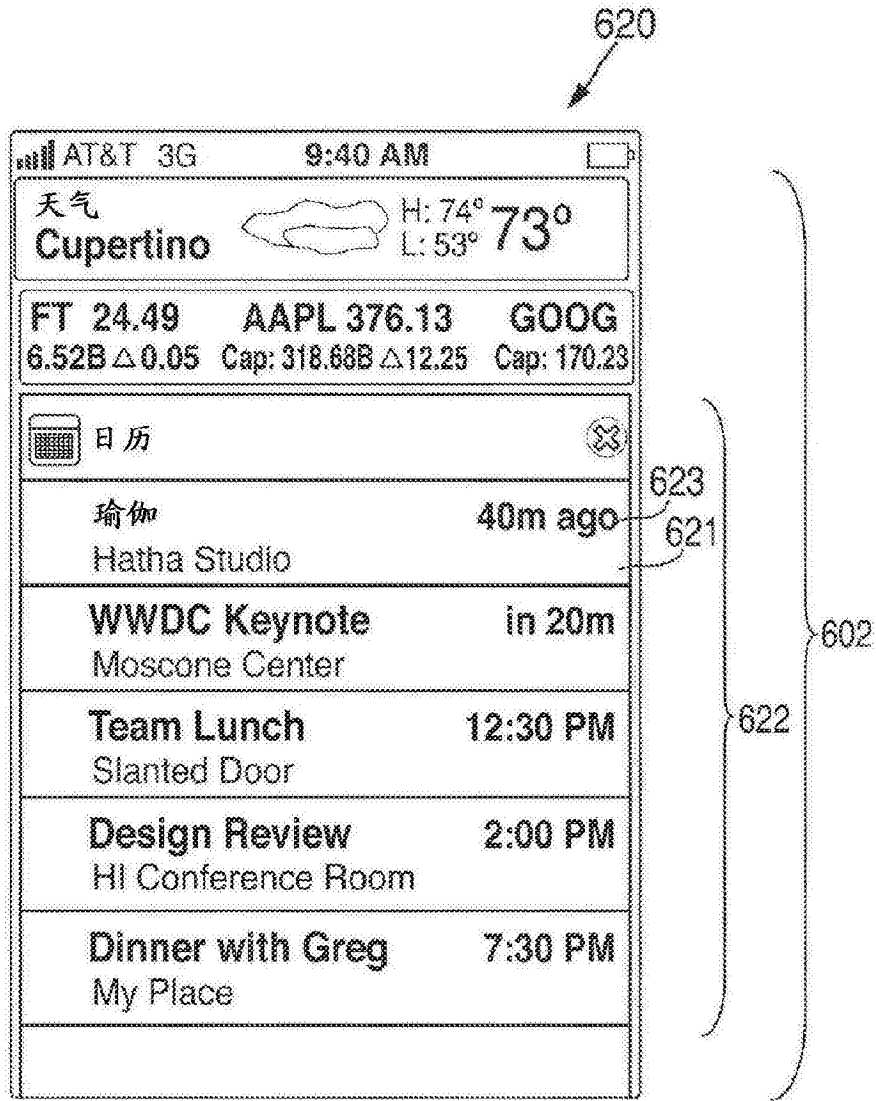 620
AT&T 3G 9:40 AM
天气
Cupertino
H: 74° 73°
L: 53°
FT 24.49 AAPL 376.13 GOOG
6.52B △0.05 Cap: 318.68B △12.25 Cap: 170.23
日历
瑜伽 40m ago 623
Hatha Studio 621
WWDC Keynote in 20m
Moscone Center
602
Team Lunch 12:30 PM
622
Slanted Door
Design Review 2:00 PM
HI Conference Room
Dinner with Greg 7:30 PM
My Place